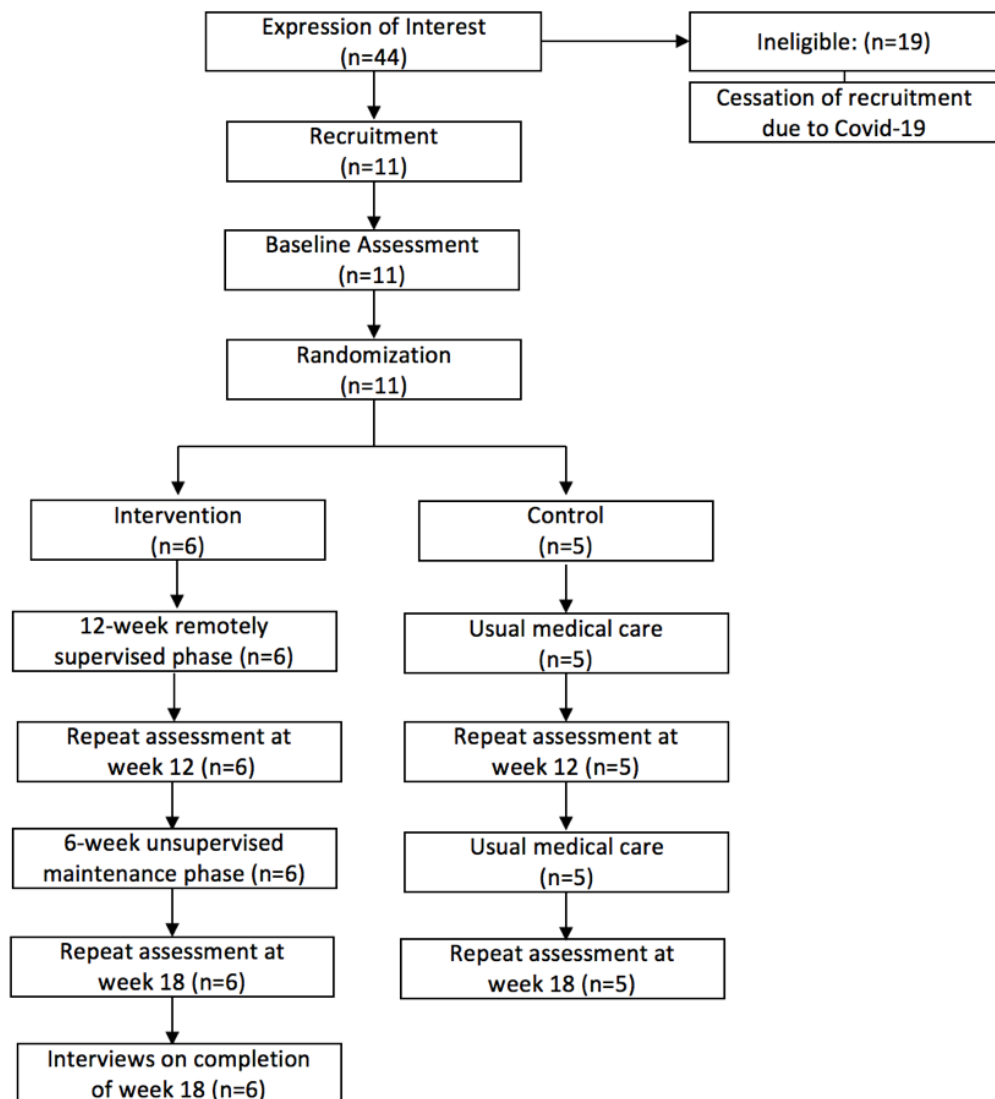 Expression of Interest
(n=44)
Ineligible: (n=19)
Cessation of recruitment
due to Covid-19
Recruitment
(n=11)
Baseline Assessment
(n=11)
Randomization
(n=11)
Intervention
(n=6)
Control
(n=5)
12-week remotely
supervised phase (n=6)
Usual medical care
(n=5)
Repeat assessment at
week 12 (n=6)
Repeat assessment at
week 12 (n=5)
6-week unsupervised
maintenance phase (n=6)
Usual medical care
(n=5)
Repeat assessment at
week 18 (n=6)
Repeat assessment at
week 18 (n=5)
Interviews on completion
of week 18 (n=6)